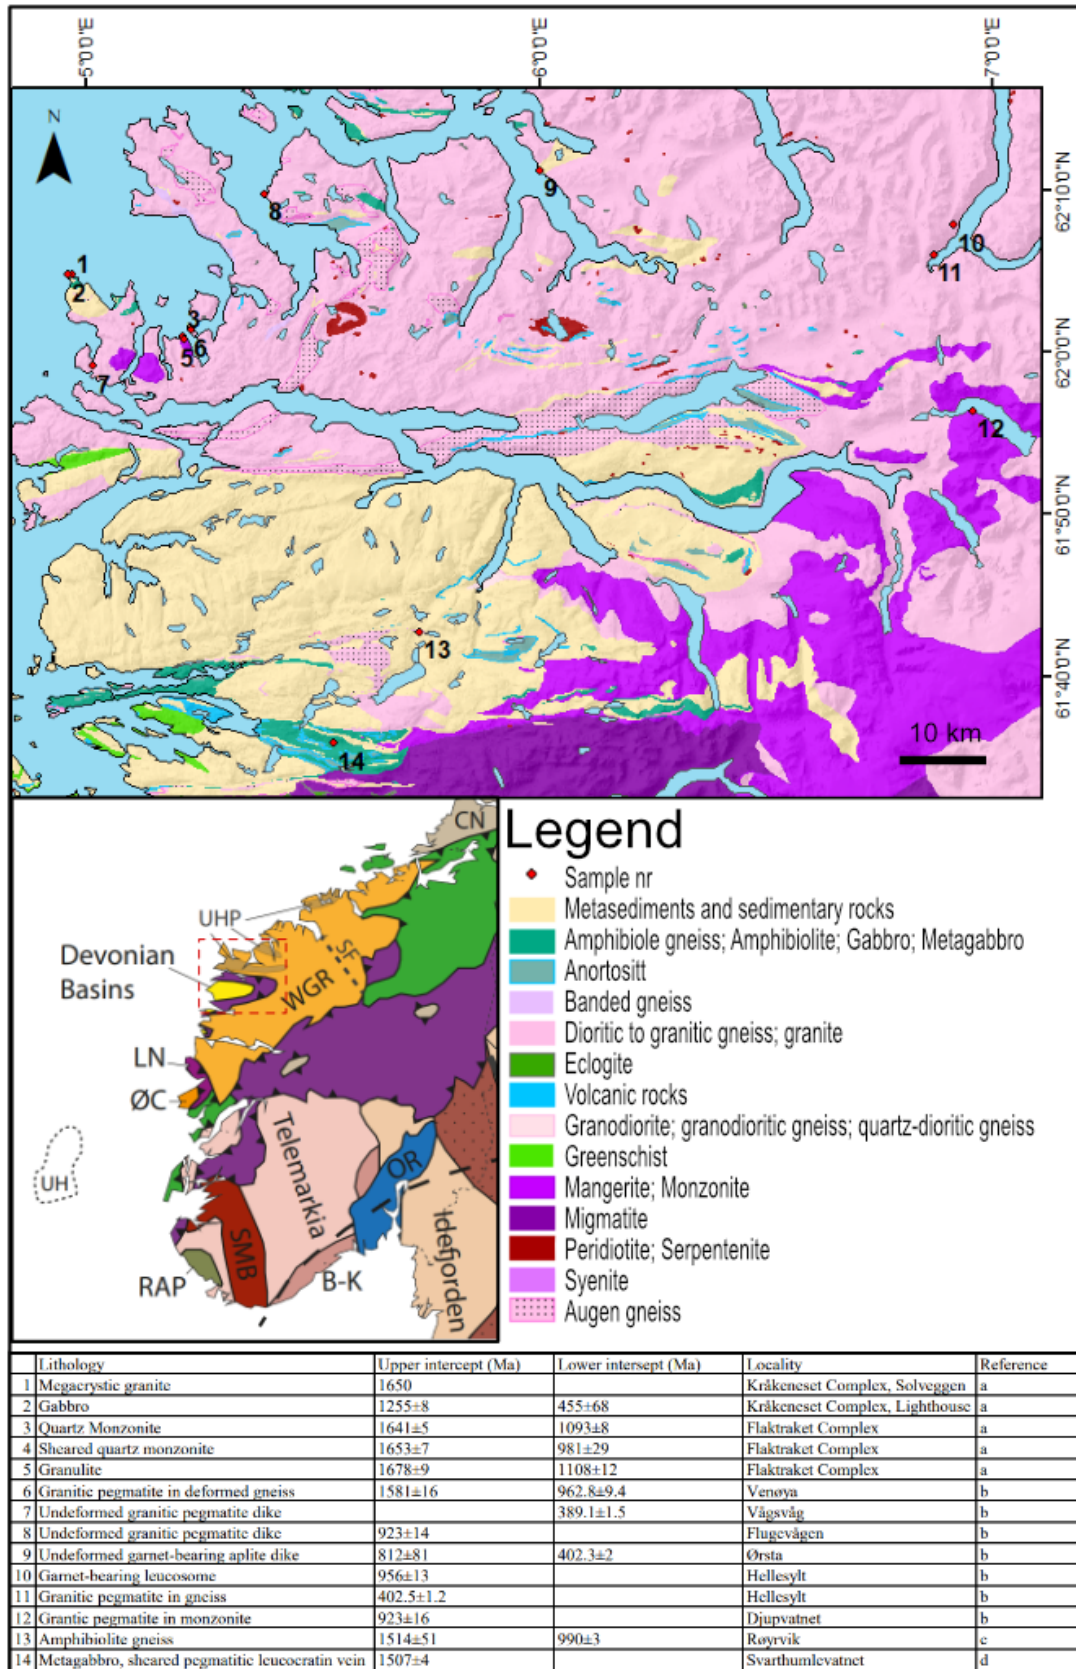 5°0'0"E
6°0'0"E
7°0'0"E
N
62°10'0"N
62°0'0"N
61°50'0"N
61°40'0"N
1
2
3
5
6
7
8
9
10
11
12
13
14
10 km
CN
UHP
Devonian
Basins
SF
WGR
LN
ØC
UH
Telemarkia
OR
SMB
Idefjorden
RAP
B-K
Legend
Sample nr
Metasediments and sedimentary rocks
Amphibiole gneiss; Amphibiolite; Gabbro; Metagabbro
Anortositt
Banded gneiss
Dioritic to granitic gneiss; granite
Eclogite
Volcanic rocks
Granodiorite; granodioritic gneiss; quartz-dioritic gneiss
Greenschist
Mangerite; Monzonite
Migmatite
Peridiotite; Serpentenite
Syenite
Augen gneiss
Lithology Upper intercept (Ma) Lower intersept (Ma) Locality Reference
1 Megacrystic granite 1650 Kråkeneset Complex, Solveggen a
2 Gabbro 1255±8 455±68 Kråkeneset Complex, Lighthouse a
3 Quartz Monzonite 1641±5 1093±8 Flaktraket Complex a
4 Sheared quartz monzonite 1653±7 981±29 Flaktraket Complex a
5 Granulite 1678±9 1108±12 Flaktraket Complex a
6 Granitic pegmatite in deformed gneiss 1581±16 962.8±9.4 Venøya b
7 Undeformed granitic pegmatite dike 389.1±1.5 Vågsvåg b
8 Undeformed granitic pegmatite dike 923±14 Flugevågen b
9 Undeformed garnet-bearing aplite dike 812±81 402.3±2 Ørsta b
10 Garnet-bearing leucosome 956±13 Hellesylt b
11 Granitic pegmatite in gneiss 402.5±1.2 Hellesylt b
12 Grantic pegmatite in monzonite 923±16 Djupvatnet b
13 Amphibiolite gneiss 1514±51 990±3 Røyrvik c
14 Metagabbro, sheared pegmatitic leucocratin vein 1507±4 Svarthumlevatnet d